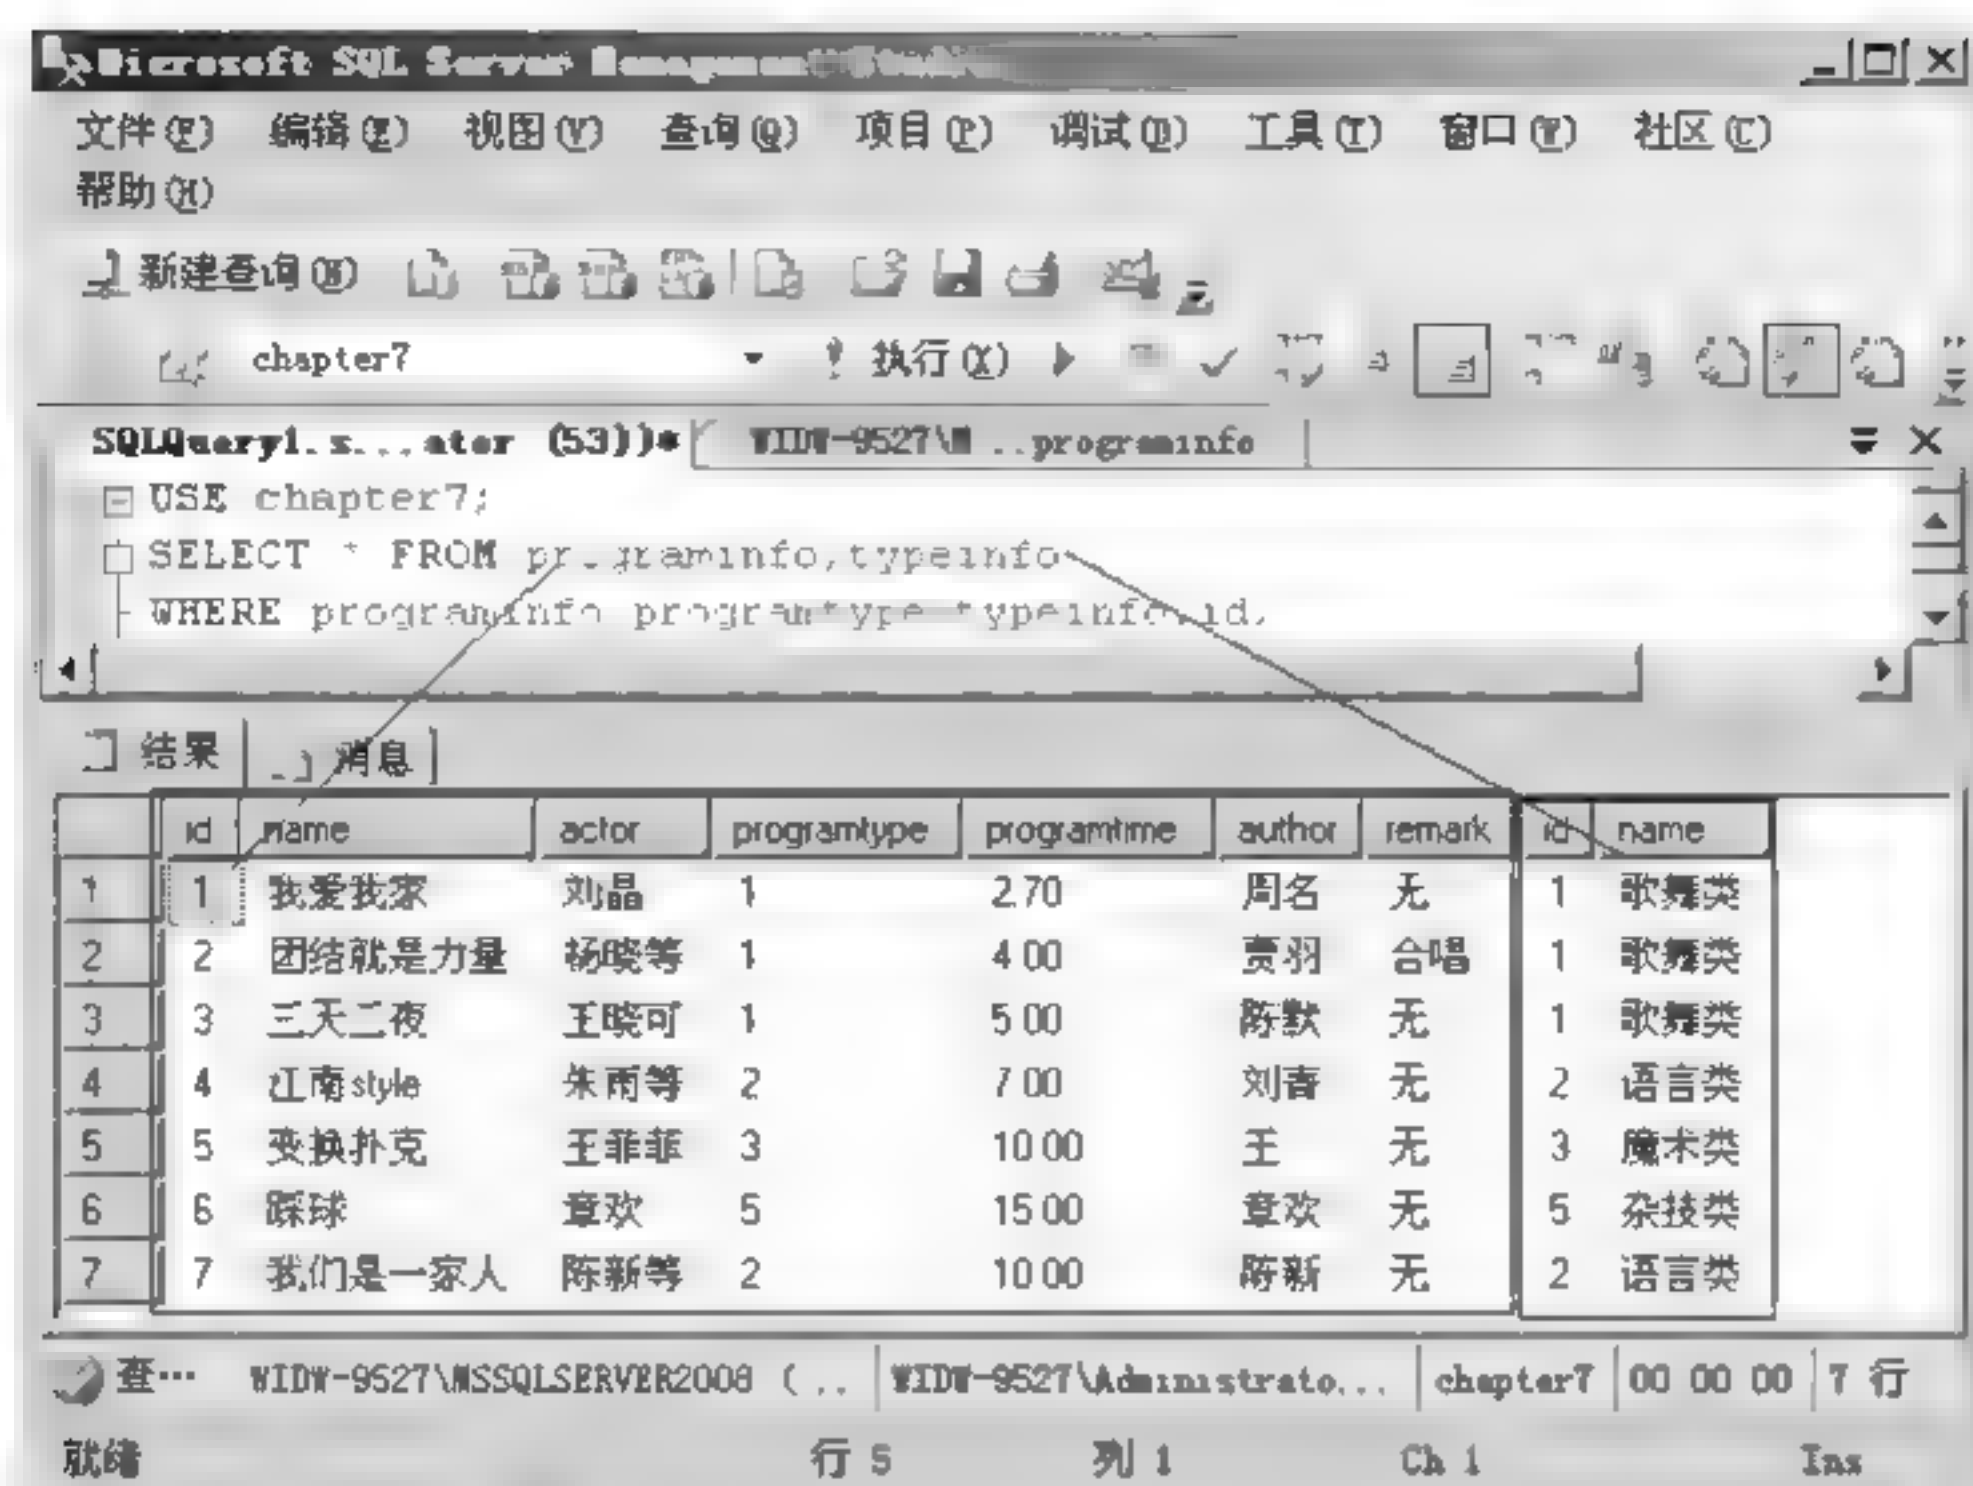 Microsoft SQL Server Management Studio
文件(F) 编辑(E) 视图(V) 查询(Q) 项目(P) 调试(D) 工具(T) 窗口(W) 社区(C)
帮助(H)
新建查询(N)
chapter7 执行(X)
SQLQuery1.s...ator (53))* WIDW-9527\M...programinfo
USE chapter7;
SELECT * FROM programinfo,typeinfo
WHERE programinfo.programtype=typeinfo.id;
结果 消息
id name actor programtype programtime author remark id name
1 1 我爱我家 刘晶 1 2.70 周名 无 1 歌舞类
2 2 团结就是力量 杨晓等 1 4.00 贾羽 合唱 1 歌舞类
3 3 三天二夜 王晓可 1 5.00 陈默 无 1 歌舞类
4 4 江南style 朱雨等 2 7.00 刘青 无 2 语言类
5 5 变换扑克 王菲菲 3 10.00 王 无 3 魔术类
6 6 踩球 章欢 5 15.00 章欢 无 5 杂技类
7 7 我们是一家人 陈新等 2 10.00 陈新 无 2 语言类
查… WIDW-9527\MSSQLSERVER2008 (... WIDW-9527\Administrato... chapter7 00:00:00 7 行
就绪 行 5 列 1 Ch 1 Ins